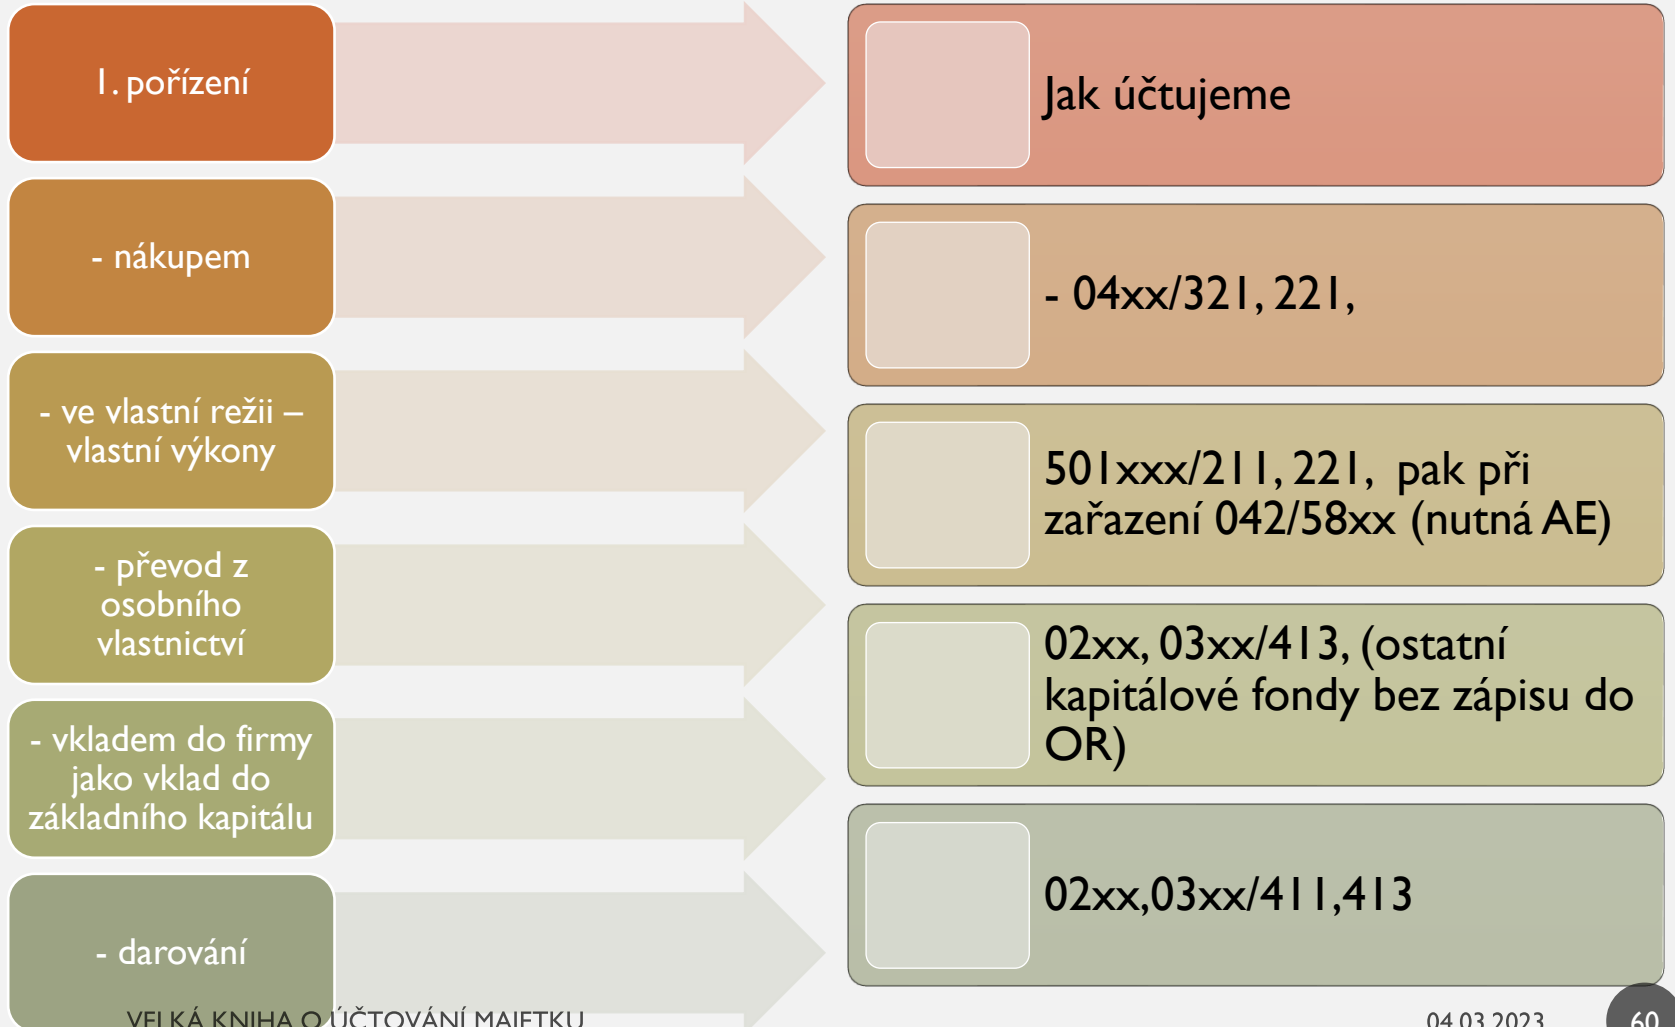 1. pořízení
- nákupem
- ve vlastní režii –
vlastní výkony
- převod z
osobního
vlastnictví
- vkladem do firmy
jako vklad do
základního kapitálu
- darování
Jak účtujeme
- 04xx/321, 221,
501xxx/211, 221, pak při
zařazení 042/58xx (nutná AE)
02xx, 03xx/413, (ostatní
kapitálové fondy bez zápisu do
OR)
02xx,03xx/411,413
VELKÁ KNIHA O ÚČTOVÁNÍ MAJETKU
04.03.2023
60